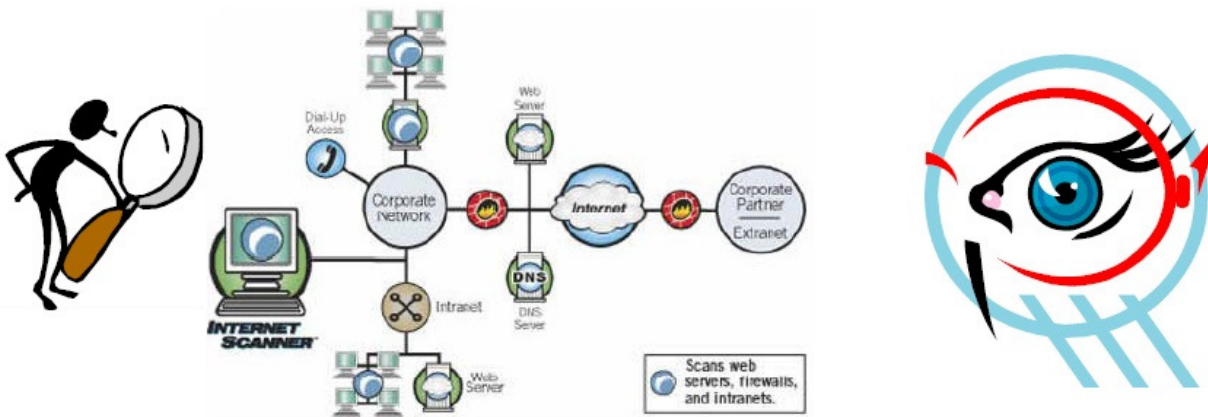 Web
Server
Dial-Up
Access
Corporate
Network
Internet
Corporate
Partner
Extranet
DNS
DNS
Server
Intranet
INTERNET
SCANNER
Web
Server
Scans web
servers, firewalls,
and intranets.